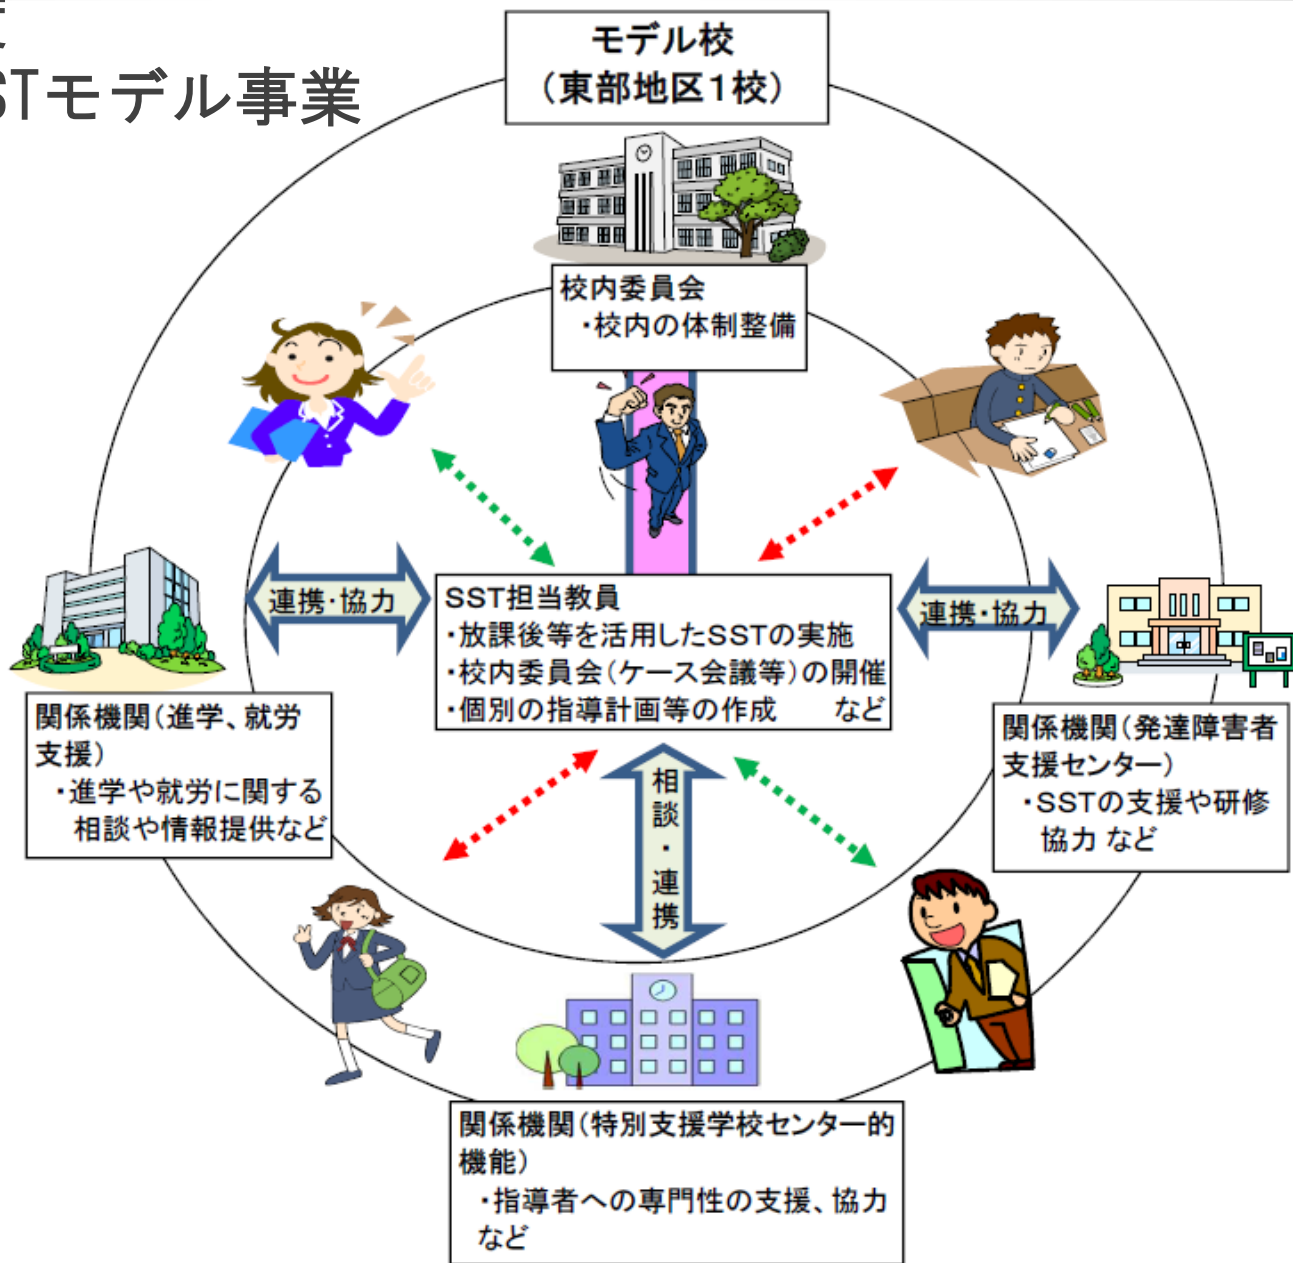 度
STモデル事業
モデル校
（東部地区1校）
校内委員会
・校内の体制整備
連携・協力
SST担当教員
・放課後等を活用したSSTの実施
・校内委員会（ケース会議等）の開催
・個別の指導計画等の作成　　など
連携・協力
関係機関（進学、就労
支援）
・進学や就労に関する
相談や情報提供など
相談・連携
関係機関（発達障害者
支援センター）
・SSTの支援や研修
協力 など
関係機関（特別支援学校センター的
機能）
・指導者への専門性の支援、協力
など